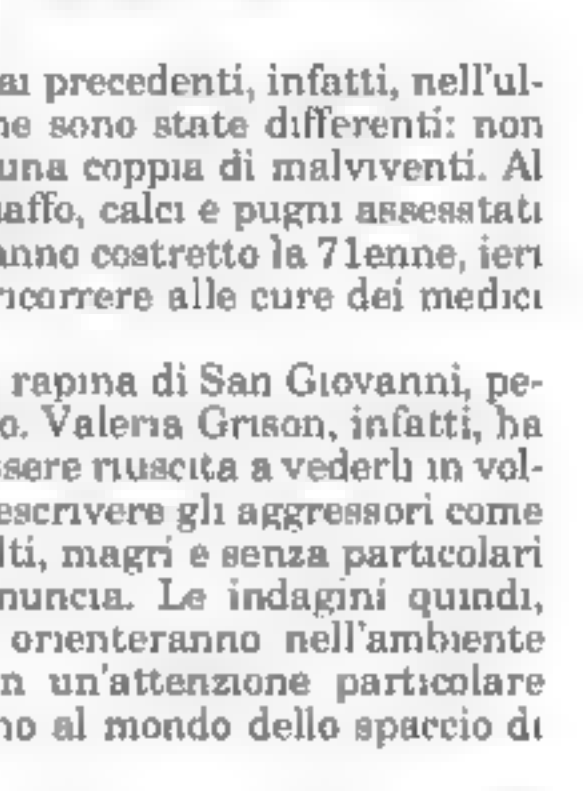 ai precedenti, infatti, nell'ul-
ne sono state differenti: non
una coppia di malviventi. Al
affo, calci e pugni assestati
anno costretto la 71enne, ieri
ricorrere alle cure dei medici
rapina di San Giovanni, pe-
o. Valeria Grison, infatti, ha
ssere riuscita a vederli in vol-
escrivere gli aggressori come
lti, magri e senza particolari
nuncia. Le indagini quindi,
orienteranno nell'ambiente
n un'attenzione particolare
no al mondo dello spaccio di